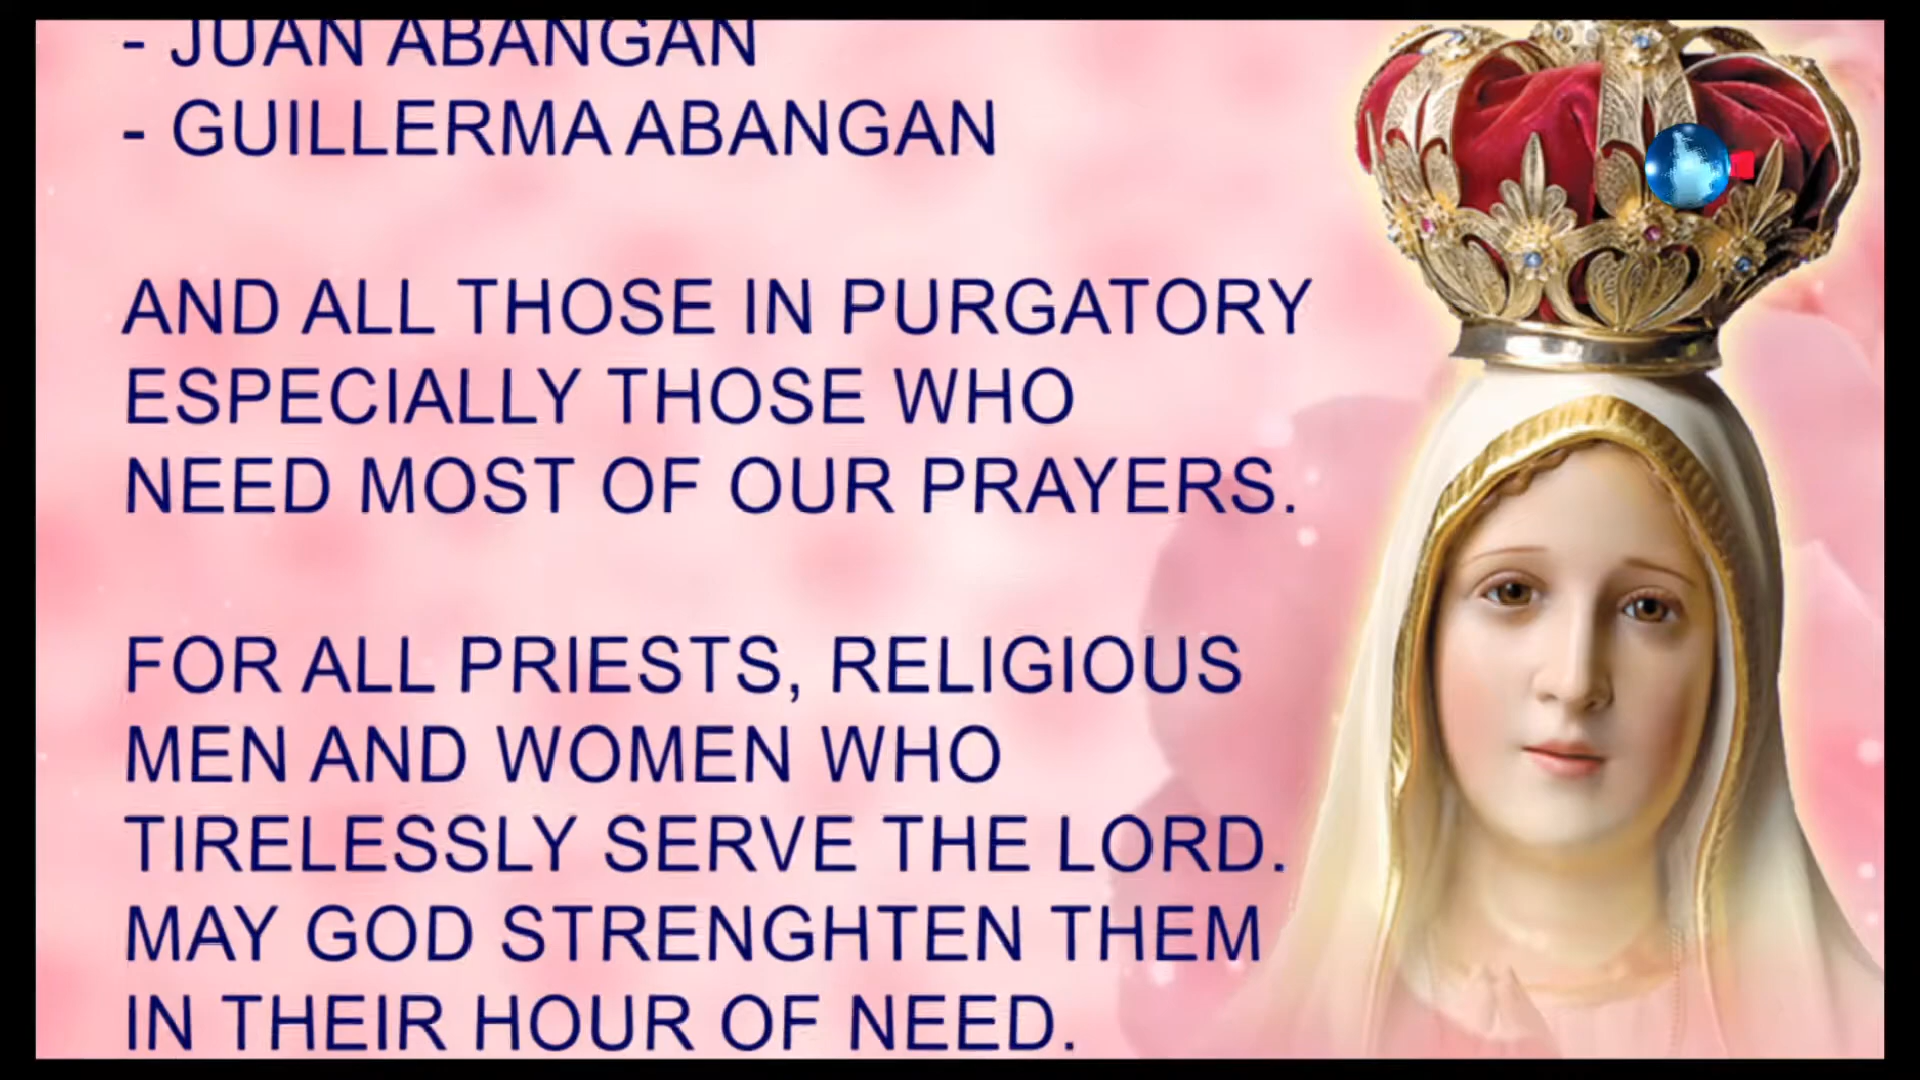 - JUAN ABANGAN
- GUILLERMA ABANGAN
AND ALL THOSE IN PURGATORY
ESPECIALLY THOSE WHO
NEED MOST OF OUR PRAYERS.
FOR ALL PRIESTS, RELIGIOUS
MEN AND WOMEN WHO
TIRELESSLY SERVE THE LORD.
MAY GOD STRENGHTEN THEM
IN THEIR HOUR OF NEED.